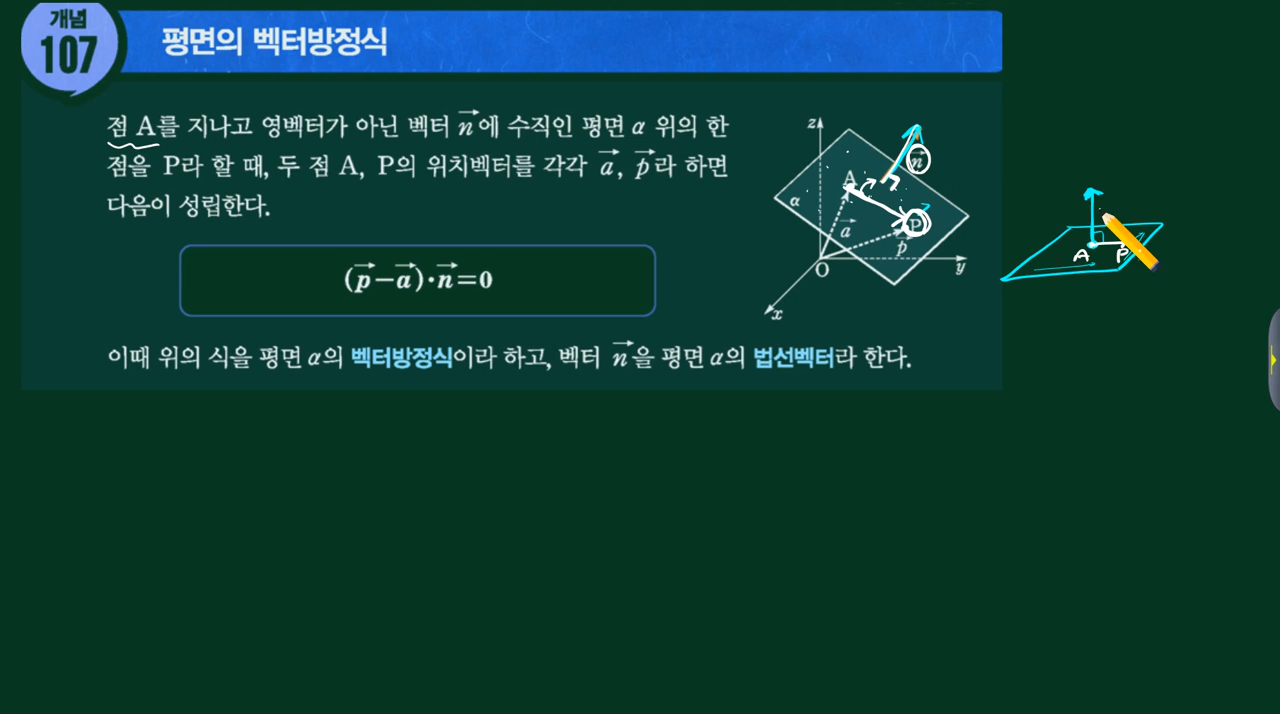 개념
107
평면의 벡터방정식
점 A를 지나고 영벡터가 아닌 벡터 n→에 수직인 평면 α 위의 한
점을 P라 할 때, 두 점 A, P의 위치벡터를 각각 a→, p→라 하면
다음이 성립한다.
(p→−a→)·n→=0
이때 위의 식을 평면 α의 벡터방정식이라 하고, 벡터 n→을 평면 α의 법선벡터라 한다.
z
n→
A
α
P
a→
p→
O
y
x
A
P